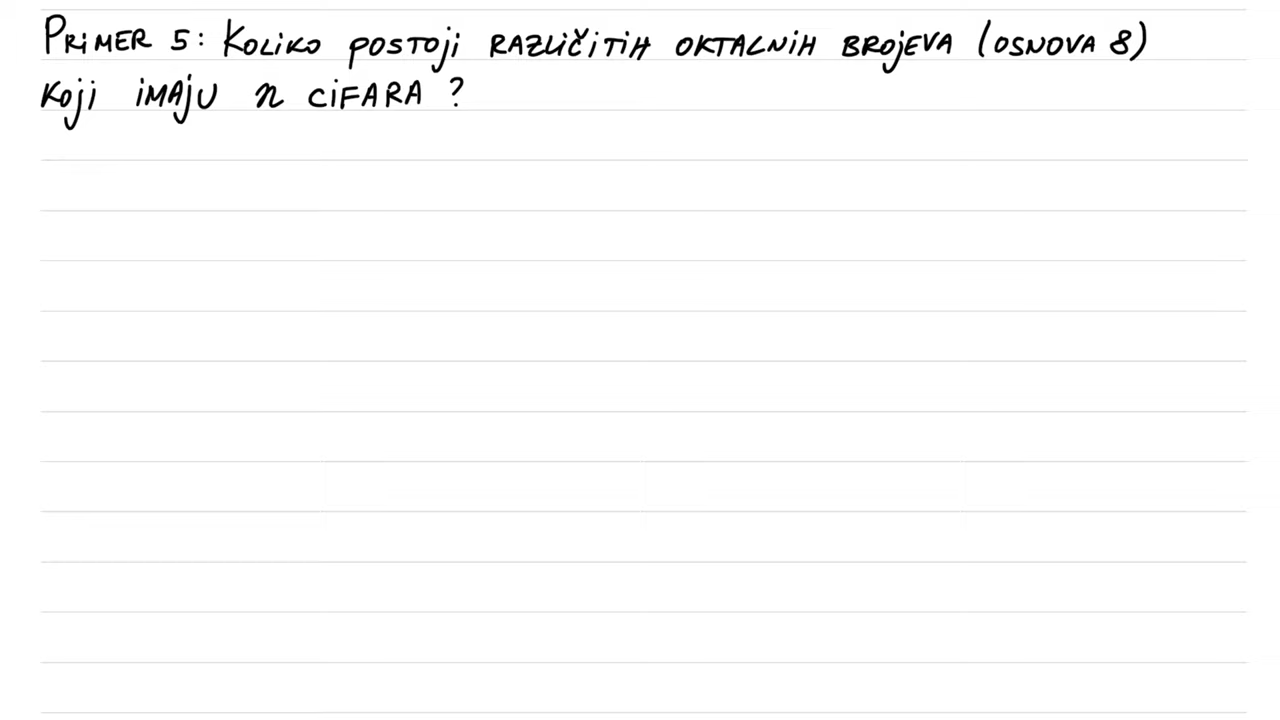 PRIMER 5: KOLIKO POSTOJI RAZLIČITIH OKTALNIH BROJEVA (OSNOVA 8)
KOJI IMAJU n CIFARA?